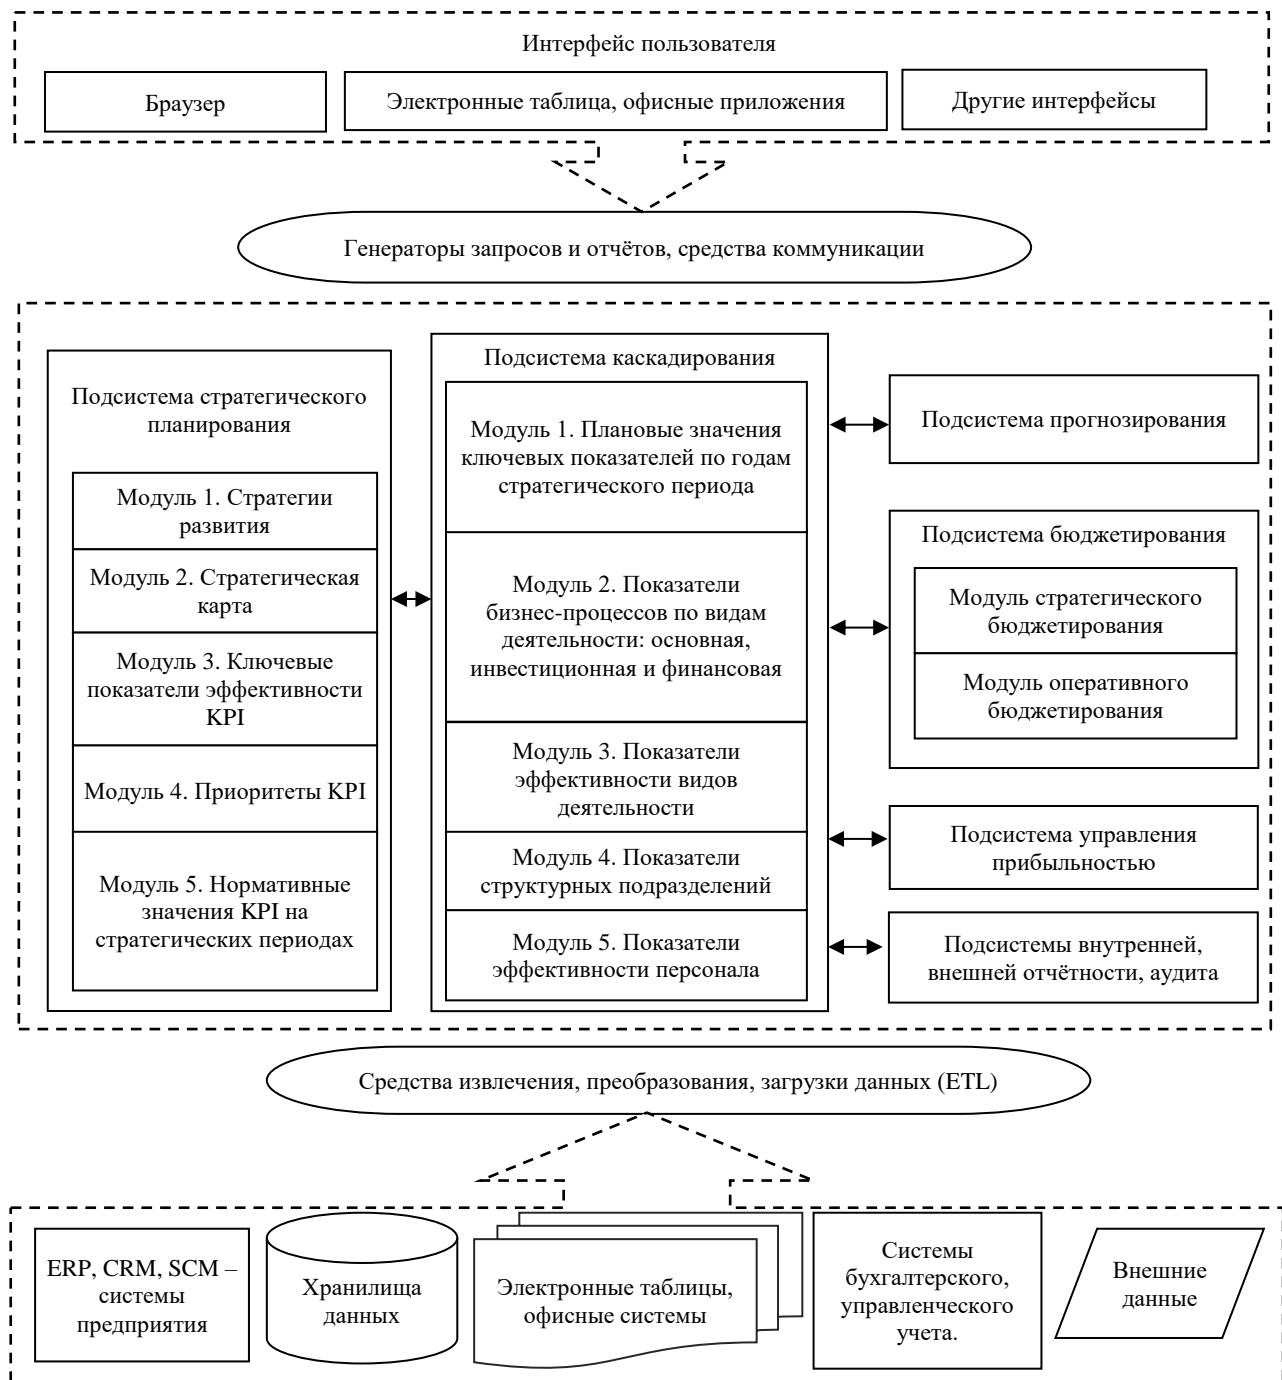 Интерфейс пользователя
Браузер
Электронные таблица, офисные приложения
Другие интерфейсы
Генераторы запросов и отчётов, средства коммуникации
Подсистема стратегического
планирования
Модуль 1. Стратегии
развития
Модуль 2. Стратегическая
карта
Модуль 3. Ключевые
показатели эффективности
KPI
Модуль 4. Приоритеты KPI
Модуль 5. Нормативные
значения KPI на
стратегических периодах
Подсистема каскадирования
Модуль 1. Плановые значения
ключевых показателей по годам
стратегического периода
Модуль 2. Показатели
бизнес-процессов по видам
деятельности: основная,
инвестиционная и финансовая
Модуль 3. Показатели
эффективности видов
деятельности
Модуль 4. Показатели
структурных подразделений
Модуль 5. Показатели
эффективности персонала
Подсистема прогнозирования
Подсистема бюджетирования
Модуль стратегического
бюджетирования
Модуль оперативного
бюджетирования
Подсистема управления
прибыльностью
Подсистемы внутренней,
внешней отчётности, аудита
Средства извлечения, преобразования, загрузки данных (ETL)
ERP, CRM, SCM –
системы
предприятия
Хранилища
данных
Электронные таблицы,
офисные системы
Системы
бухгалтерского,
управленческого
учета.
Внешние
данные